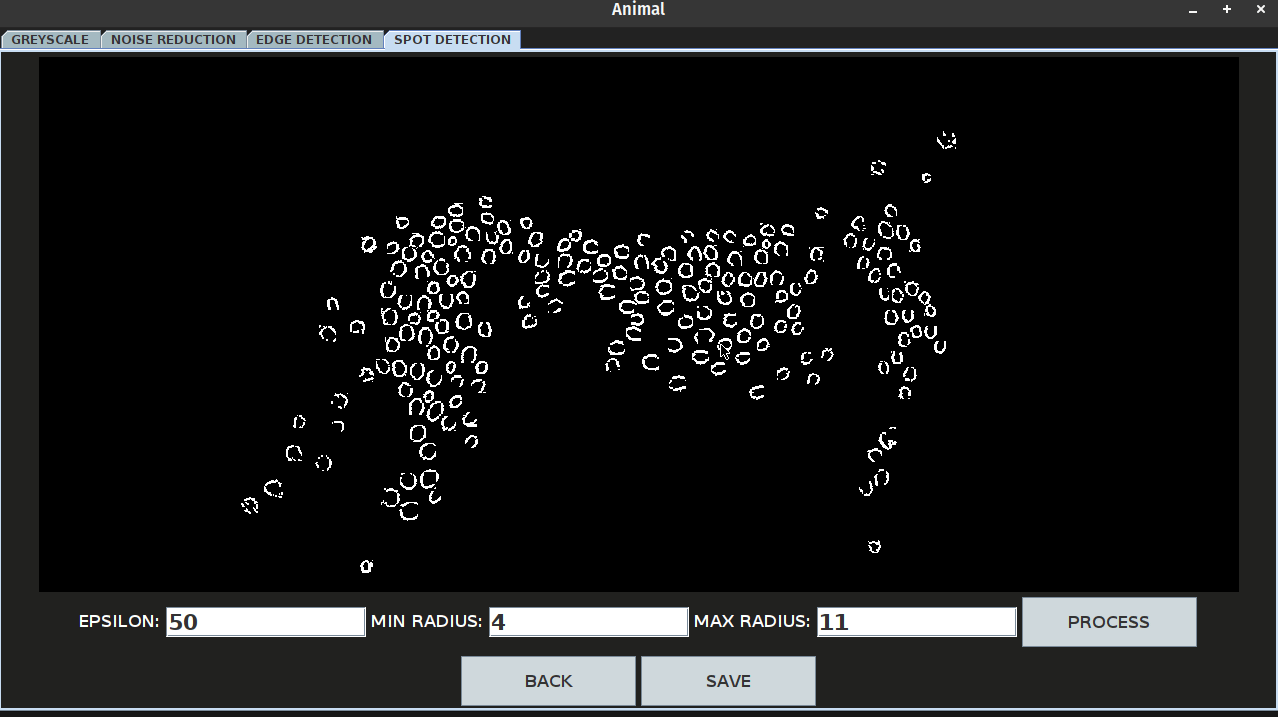 Animal
GREYSCALE NOISE REDUCTION EDGE DETECTION SPOT DETECTION
EPSILON: 50 MIN RADIUS: 4 MAX RADIUS: 11 PROCESS
BACK SAVE